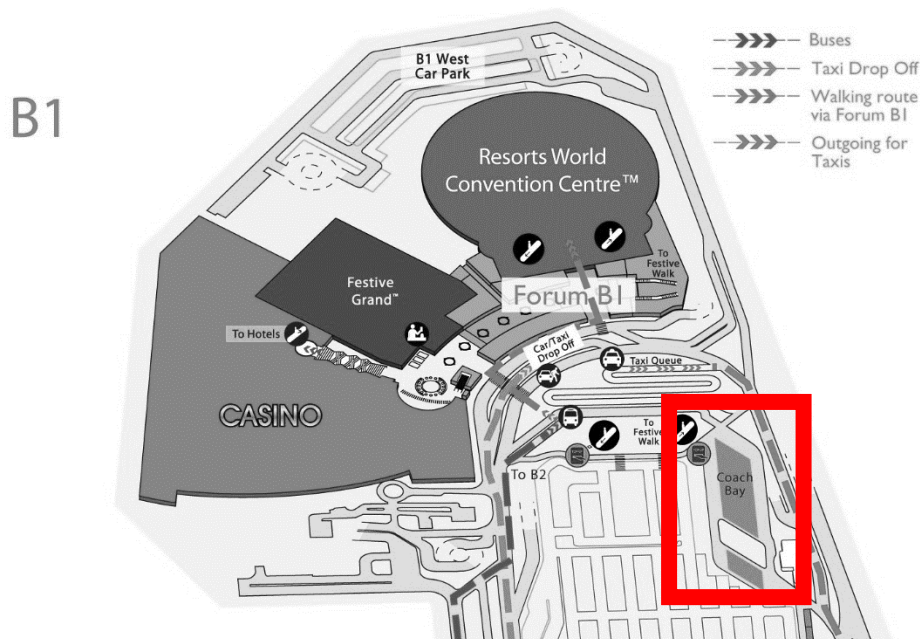 B1
B1 West
Car Park
Buses
Taxi Drop Off
Walking route
via Forum B1
Outgoing for
Taxis
Resorts World
Convention Centre™
To
Festive
Walk
Festive
Grand™
Forum B1
To Hotels
Car/Taxi
Drop Off
Taxi Queue
CASINO
To
Festive
Walk
To B2
Coach
Bay